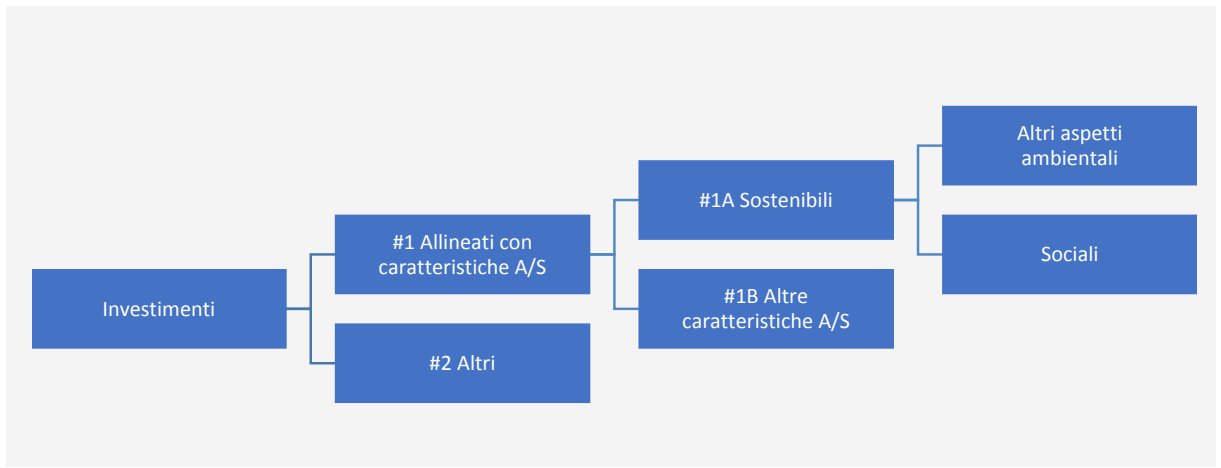 Investimenti
#1 Allineati con
caratteristiche A/S
#2 Altri
#1A Sostenibili
#1B Altre
caratteristiche A/S
Altri aspetti
ambientali
Sociali